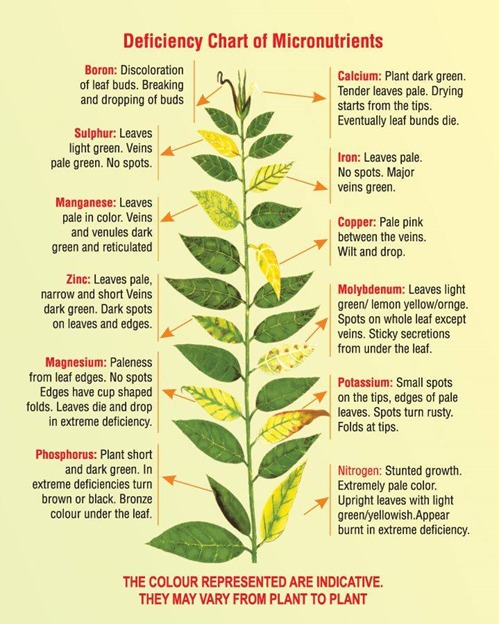 Deficiency Chart of Micronutrients
Boron: Discoloration
of leaf buds. Breaking
and dropping of buds
Sulphur: Leaves
light green. Veins
pale green. No spots.
Manganese: Leaves
pale in color. Veins
and venules dark
green and reticulated
Zinc: Leaves pale,
narrow and short Veins
dark green. Dark spots
on leaves and edges.
Magnesium: Paleness
from leaf edges. No spots
Edges have cup shaped
folds. Leaves die and drop
in extreme deficiency.
Phosphorus: Plant short
and dark green. In
extreme deficiencies turn
brown or black. Bronze
colour under the leaf.
Calcium: Plant dark green.
Tender leaves pale. Drying
starts from the tips.
Eventually leaf bunds die.
Iron: Leaves pale.
No spots. Major
veins green.
Copper: Pale pink
between the veins.
Wilt and drop.
Molybdenum: Leaves light
green/ lemon yellow/ornge.
Spots on whole leaf except
veins. Sticky secretions
from under the leaf.
Potassium: Small spots
on the tips, edges of pale
leaves. Spots turn rusty.
Folds at tips.
Nitrogen: Stunted growth.
Extremely pale color.
Upright leaves with light
green/yellowish.Appear
burnt in extreme deficiency.
THE COLOUR REPRESENTED ARE INDICATIVE.
THEY MAY VARY FROM PLANT TO PLANT